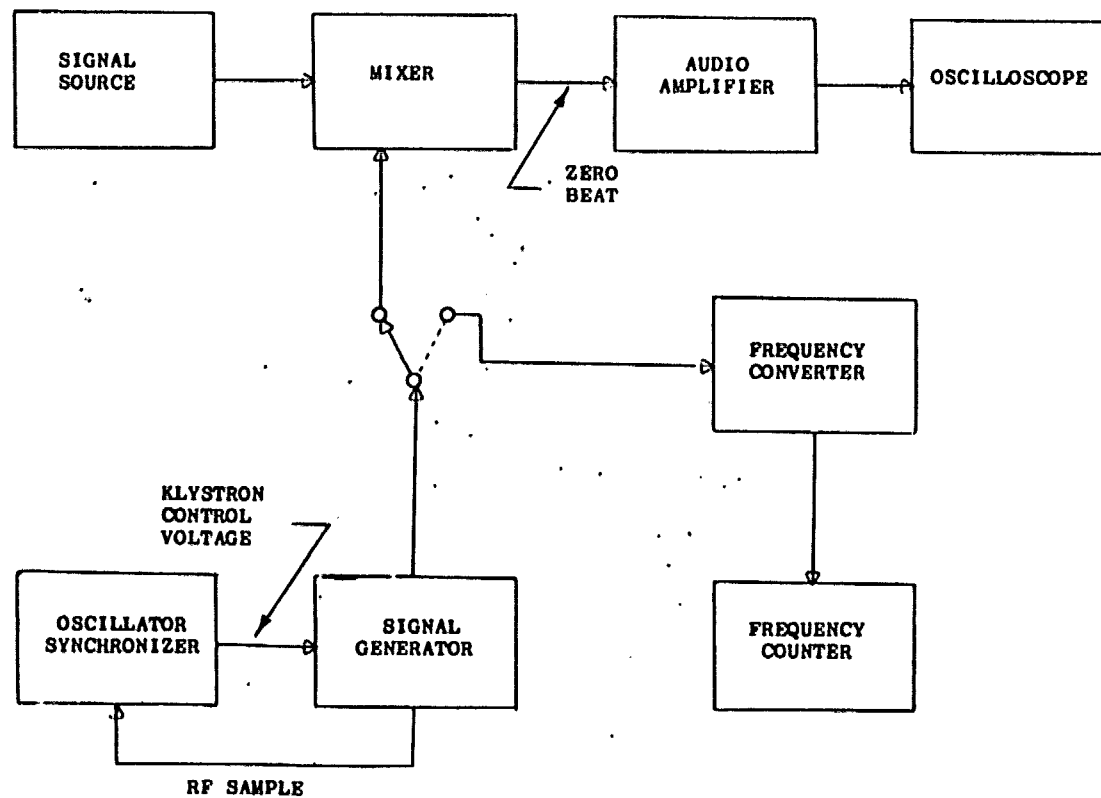 SIGNAL
SOURCE
MIXER
AUDIO
AMPLIFIER
OSCILLOSCOPE
ZERO
BEAT
FREQUENCY
CONVERTER
KLYSTRON
CONTROL
VOLTAGE
OSCILLATOR
SYNCHRONIZER
SIGNAL
GENERATOR
FREQUENCY
COUNTER
RF SAMPLE